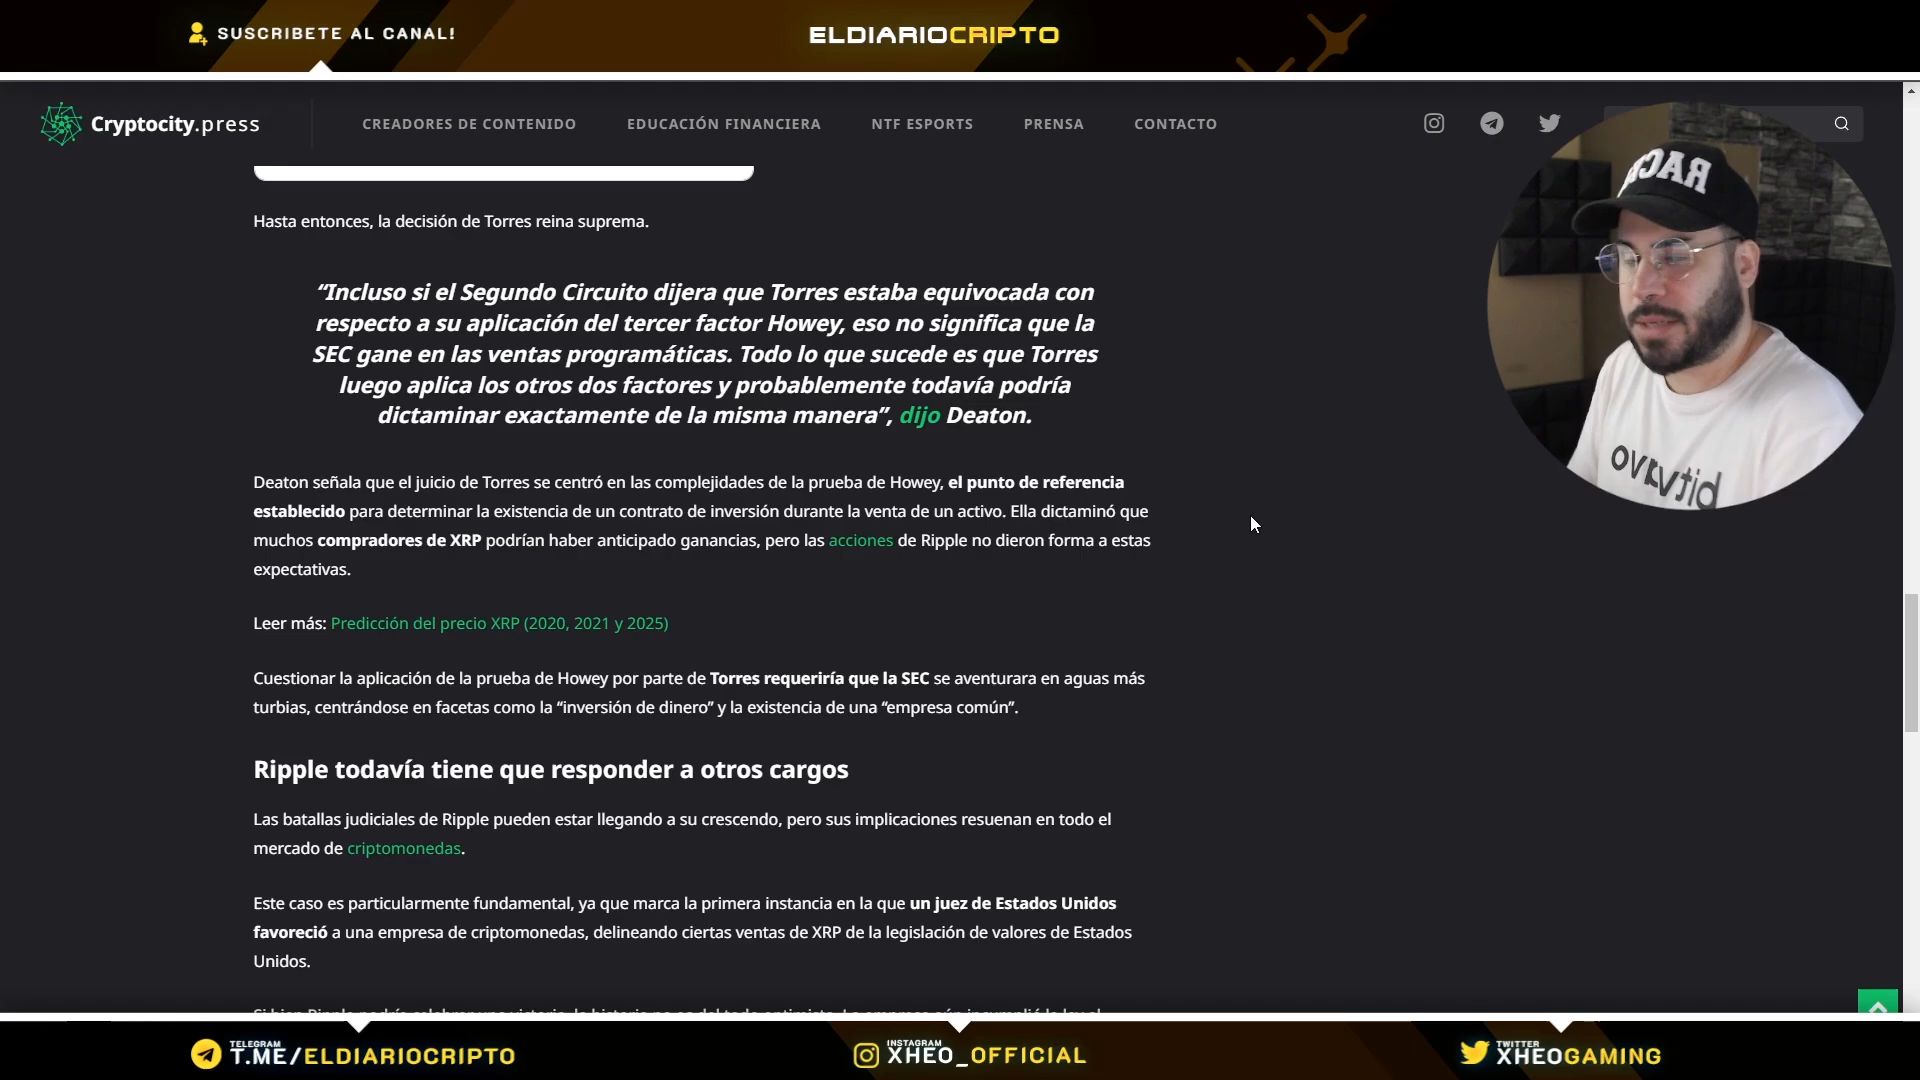 SUSCRIBETE AL CANAL!
ELDIARIOCRIPTO
Cryptocity.press
CREADORES DE CONTENIDO
EDUCACIÓN FINANCIERA
NTF ESPORTS
PRENSA
CONTACTO
Hasta entonces, la decisión de Torres reina suprema.
“Incluso si el Segundo Circuito dijera que Torres estaba equivocada con
respecto a su aplicación del tercer factor Howey, eso no significa que la
SEC gane en las ventas programáticas. Todo lo que sucede es que Torres
luego aplica los otros dos factores y probablemente todavía podría
dictaminar exactamente de la misma manera”, dijo Deaton.
Deaton señala que el juicio de Torres se centró en las complejidades de la prueba de Howey, el punto de referencia
establecido para determinar la existencia de un contrato de inversión durante la venta de un activo. Ella dictaminó que
muchos compradores de XRP podrían haber anticipado ganancias, pero las acciones de Ripple no dieron forma a estas
expectativas.
Leer más: Predicción del precio XRP (2020, 2021 y 2025)
Cuestionar la aplicación de la prueba de Howey por parte de Torres requeriría que la SEC se aventurara en aguas más
turbias, centrándose en facetas como la “inversión de dinero” y la existencia de una “empresa común”.
Ripple todavía tiene que responder a otros cargos
Las batallas judiciales de Ripple pueden estar llegando a su crescendo, pero sus implicaciones resuenan en todo el
mercado de criptomonedas.
Este caso es particularmente fundamental, ya que marca la primera instancia en la que un juez de Estados Unidos
favoreció a una empresa de criptomonedas, delineando ciertas ventas de XRP de la legislación de valores de Estados
Unidos.
TELEGRAM
T.ME/ELDIARIOCRIPTO
INSTAGRAM
XHEO_OFFICIAL
TWITTER
XHEOGAMING